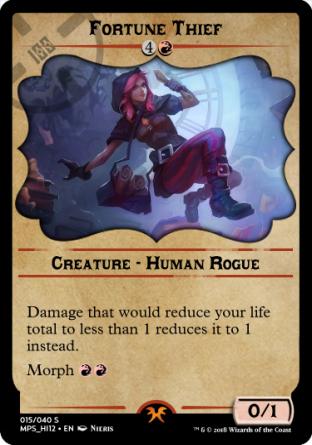 Fortune Thief
4
Creature - Human Rogue
Damage that would reduce your life
total to less than 1 reduces it to 1
instead.
Morph
0/1
015/040 S
MPS_HI12 • EN Nieris
™ & © 2018 Wizards of the Coast